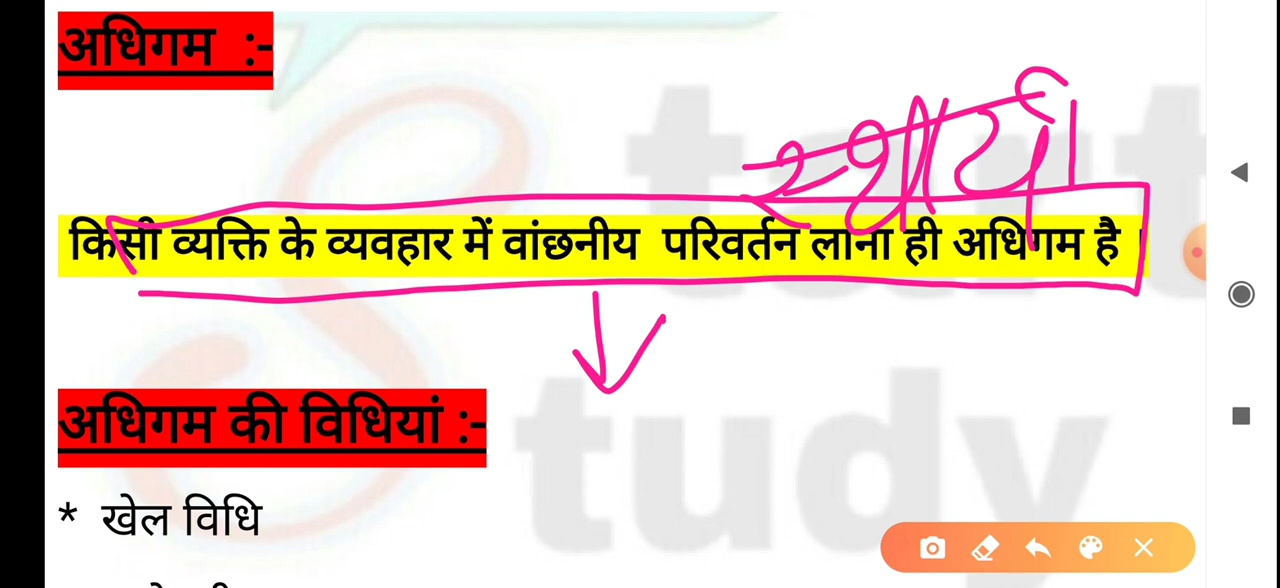 अधिगम :-
स्थायी
किसी व्यक्ति के व्यवहार में वांछनीय परिवर्तन लाना ही अधिगम है ।
अधिगम की विधियां :-
* खेल विधि